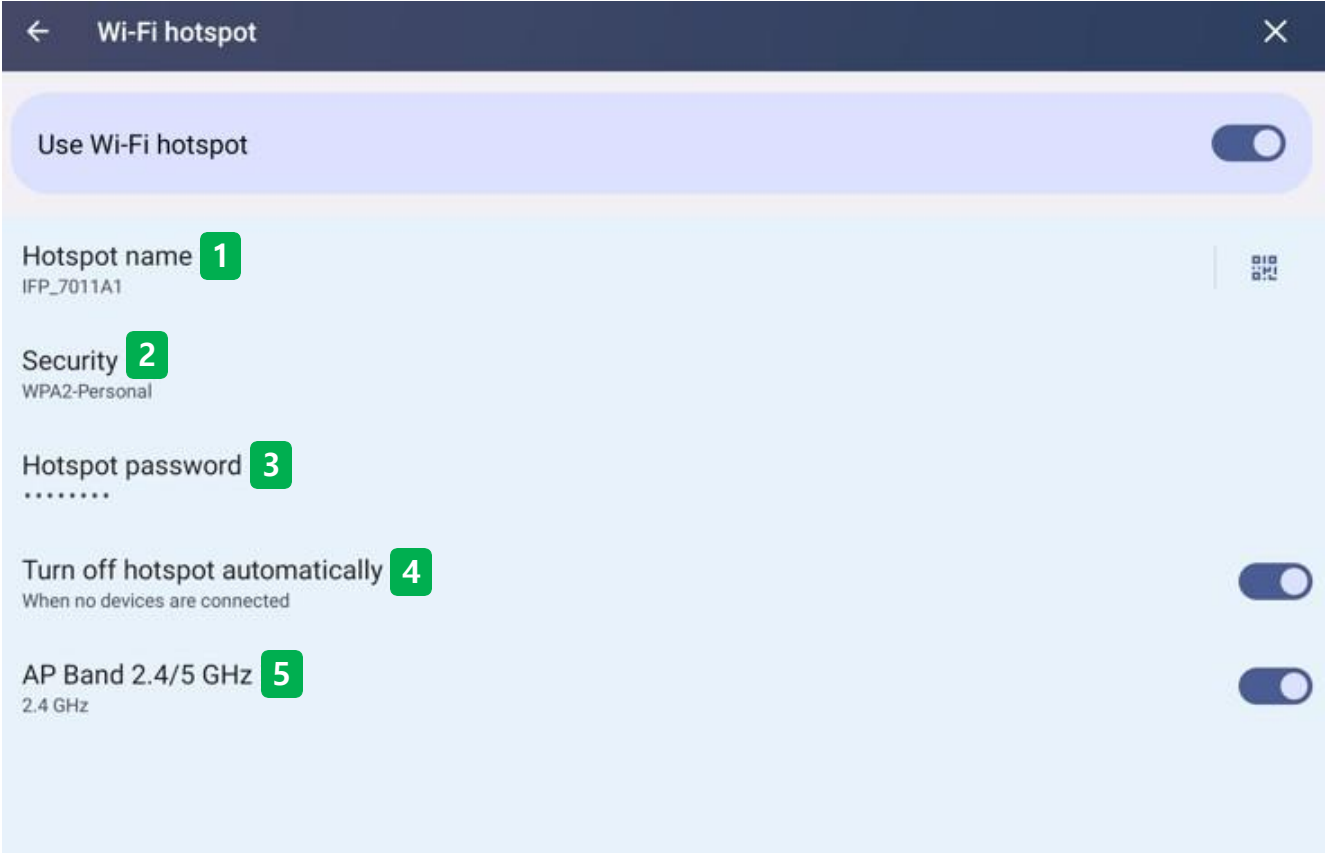 Wi-Fi hotspot
Use Wi-Fi hotspot
Hotspot name 1
IFP_7011A1
Security 2
WPA2-Personal
Hotspot password 3
••••••••
Turn off hotspot automatically 4
When no devices are connected
AP Band 2.4/5 GHz 5
2.4 GHz